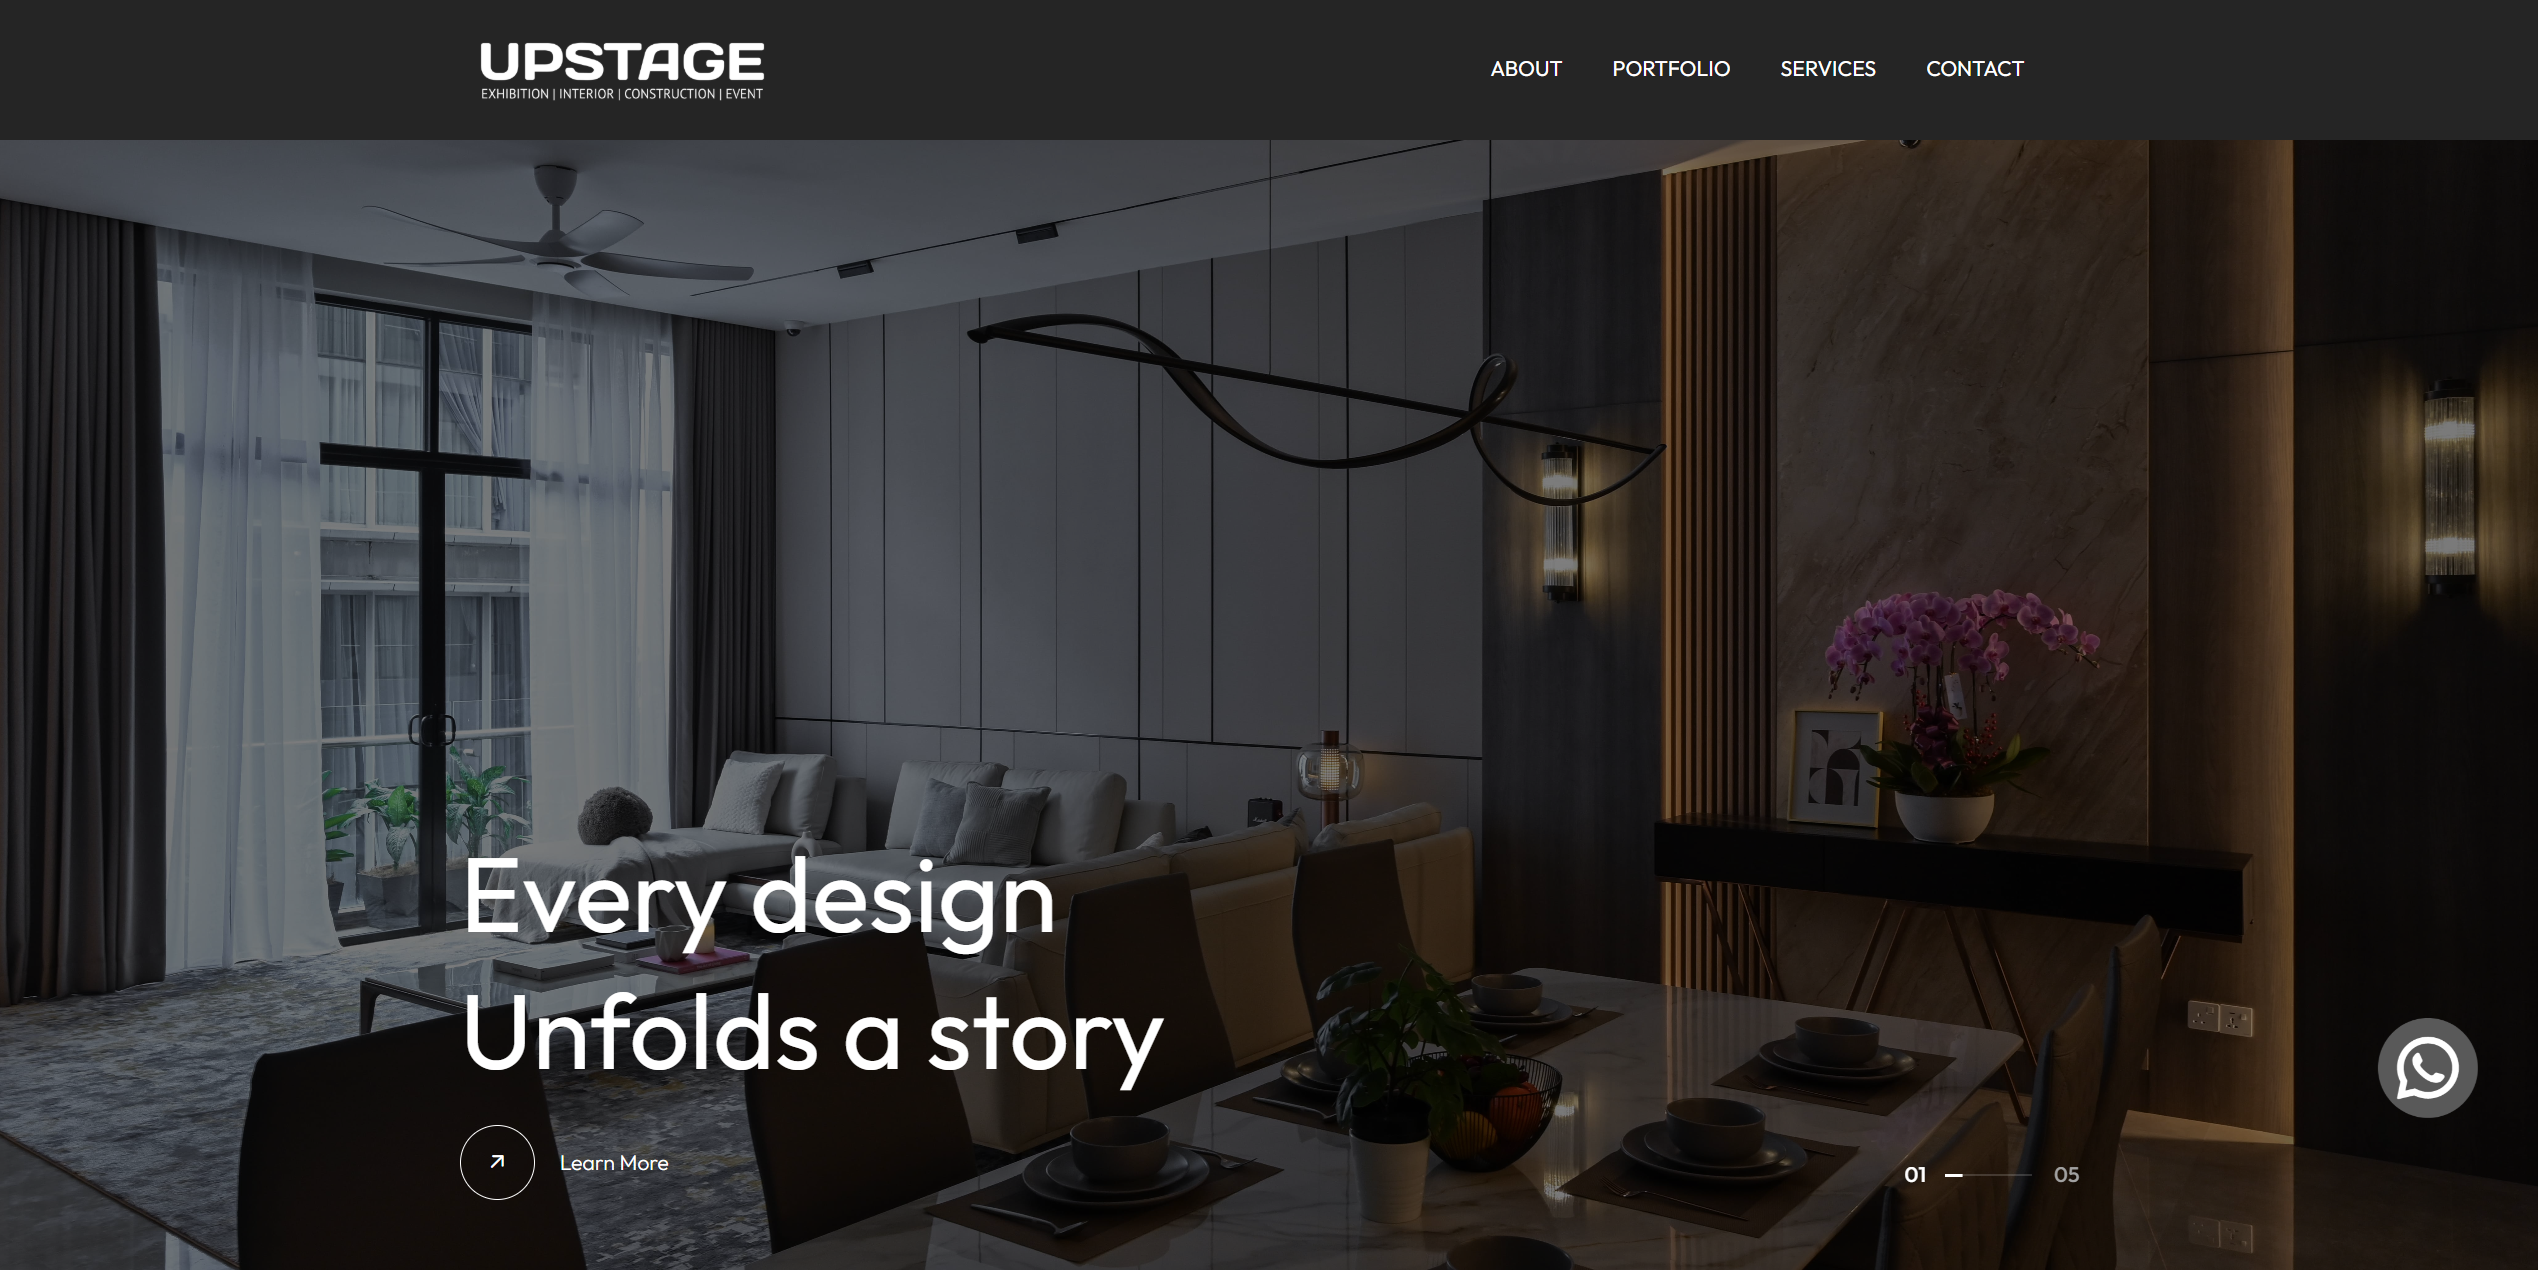 UPSTAGE
EXHIBITION | INTERIOR | CONSTRUCTION | EVENT
ABOUT PORTFOLIO SERVICES CONTACT
Every design
Unfolds a story
Learn More
01 05